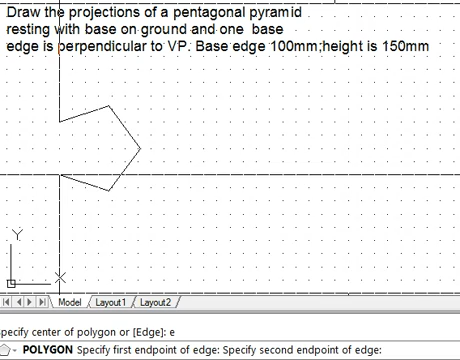 Draw the projections of a pentagonal pyramid
resting with base on ground and one  base
edge is perpendicular to VP. Base edge 100mm;height is 150mm
Y
Model Layout1 Layout2
pecify center of polygon or [Edge]: e
POLYGON Specify first endpoint of edge: Specify second endpoint of edge: